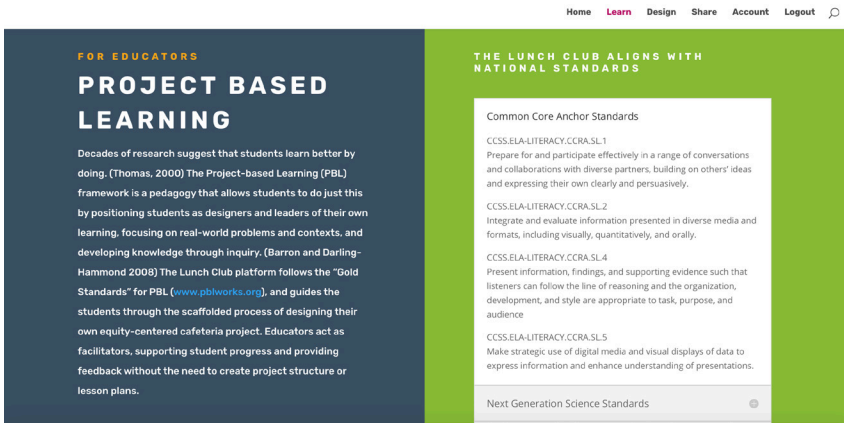 Home Learn Design Share Account Logout
FOR EDUCATORS
PROJECT BASED
LEARNING
Decades of research suggest that students learn better by
doing. (Thomas, 2000) The Project-based Learning (PBL)
framework is a pedagogy that allows students to do just this
by positioning students as designers and leaders of their own
learning, focusing on real-world problems and contexts, and
developing knowledge through inquiry. (Barron and Darling-
Hammond 2008) The Lunch Club platform follows the "Gold
Standards" for PBL (www.pblworks.org), and guides the
students through the scaffolded process of designing their
own equity-centered cafeteria project. Educators act as
facilitators, supporting student progress and providing
feedback without the need to create project structure or
lesson plans.
THE LUNCH CLUB ALIGNS WITH
NATIONAL STANDARDS
Common Core Anchor Standards
CCSS.ELA-LITERACY.CCRA.SL.1
Prepare for and participate effectively in a range of conversations
and collaborations with diverse partners, building on others' ideas
and expressing their own clearly and persuasively.
CCSS.ELA-LITERACY.CCRA.SL.2
Integrate and evaluate information presented in diverse media and
formats, including visually, quantitatively, and orally.
CCSS.ELA-LITERACY.CCRA.SL.4
Present information, findings, and supporting evidence such that
listeners can follow the line of reasoning and the organization,
development, and style are appropriate to task, purpose, and
audience
CCSS.ELA-LITERACY.CCRA.SL.5
Make strategic use of digital media and visual displays of data to
express information and enhance understanding of presentations.
Next Generation Science Standards